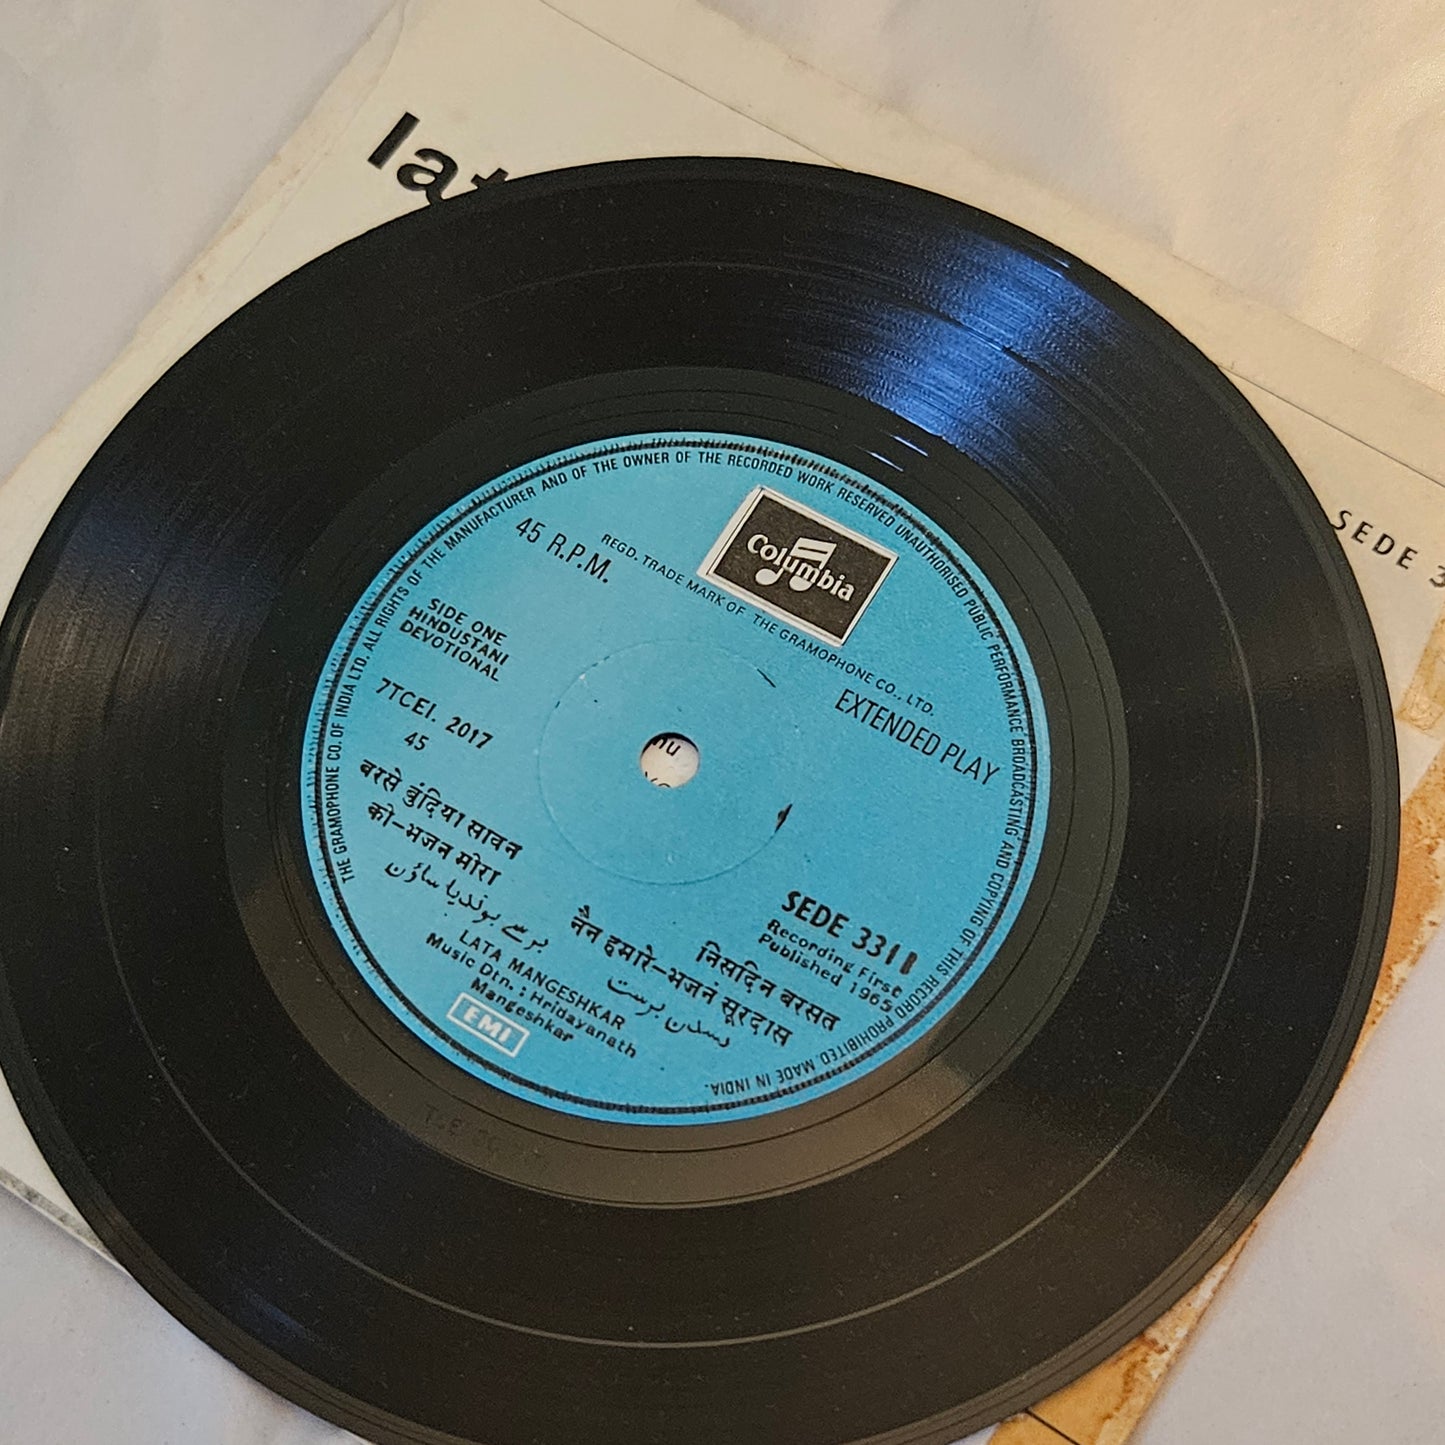 lat
SEDE 3
THE GRAMOPHONE CO. OF INDIA LTD. ALL RIGHTS OF THE MANUFACTURER AND OF THE OWNER OF THE RECORDED WORK RESERVED UNAUTHORISED PUBLIC PERFORMANCE BROADCASTING AND COPYING OF THIS RECORD PROHIBITED. MADE IN INDIA.
45 R.P.M.
Columbia
REGD. TRADE MARK OF THE GRAMOPHONE CO., LTD.
SIDE ONE
HINDUSTANI
DEVOTIONAL
EXTENDED PLAY
7TCEI. 2017
45
बरसे बुंदिया सावन
की-भजन मीरा
برسے بوندیا ساؤن
LATA MANGESHKAR
Music Dtn.: Hridayanath
Mangeshkar
SEDE 3311
Recording First
Published 1965
निसदिन बरसत
नैन हमारे-भजन सूरदास
نسدن برست
EMI